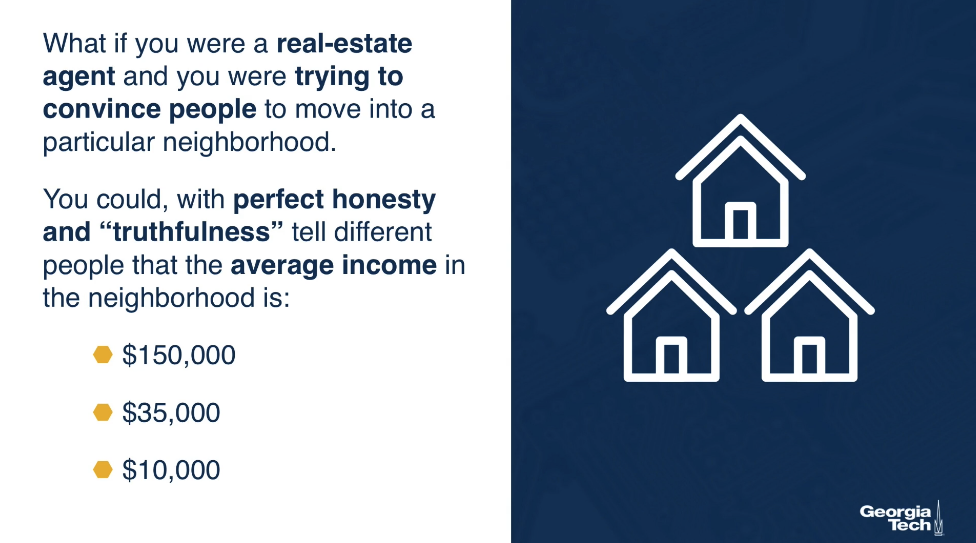 What if you were a real-estate
agent and you were trying to
convince people to move into a
particular neighborhood.
You could, with perfect honesty
and “truthfulness” tell different
people that the average income in
the neighborhood is:
$150,000
$35,000
$10,000
Georgia
Tech